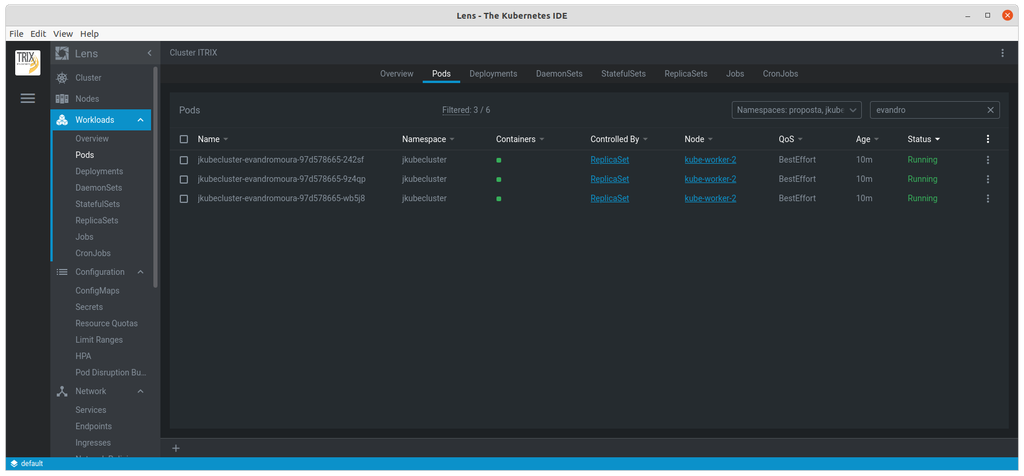 Lens - The Kubernetes IDE
File Edit View Help
TRIX
Lens
Cluster ITRIX
Cluster
Nodes
Workloads
Overview
Pods
Deployments
DaemonSets
StatefulSets
ReplicaSets
Jobs
CronJobs
Configuration
ConfigMaps
Secrets
Resource Quotas
Limit Ranges
HPA
Pod Disruption Bu...
Network
Services
Endpoints
Ingresses
Overview Pods Deployments DaemonSets StatefulSets ReplicaSets Jobs CronJobs
Pods Filtered: 3 / 6 Namespaces: proposta, jkub evandro
Name Namespace Containers Controlled By Node QoS Age Status
jkubecluster-evandromoura-97d578665-242sf jkubecluster ReplicaSet kube-worker-2 BestEffort 10m Running
jkubecluster-evandromoura-97d578665-9z4qp jkubecluster ReplicaSet kube-worker-2 BestEffort 10m Running
jkubecluster-evandromoura-97d578665-wb5j8 jkubecluster ReplicaSet kube-worker-2 BestEffort 10m Running
default